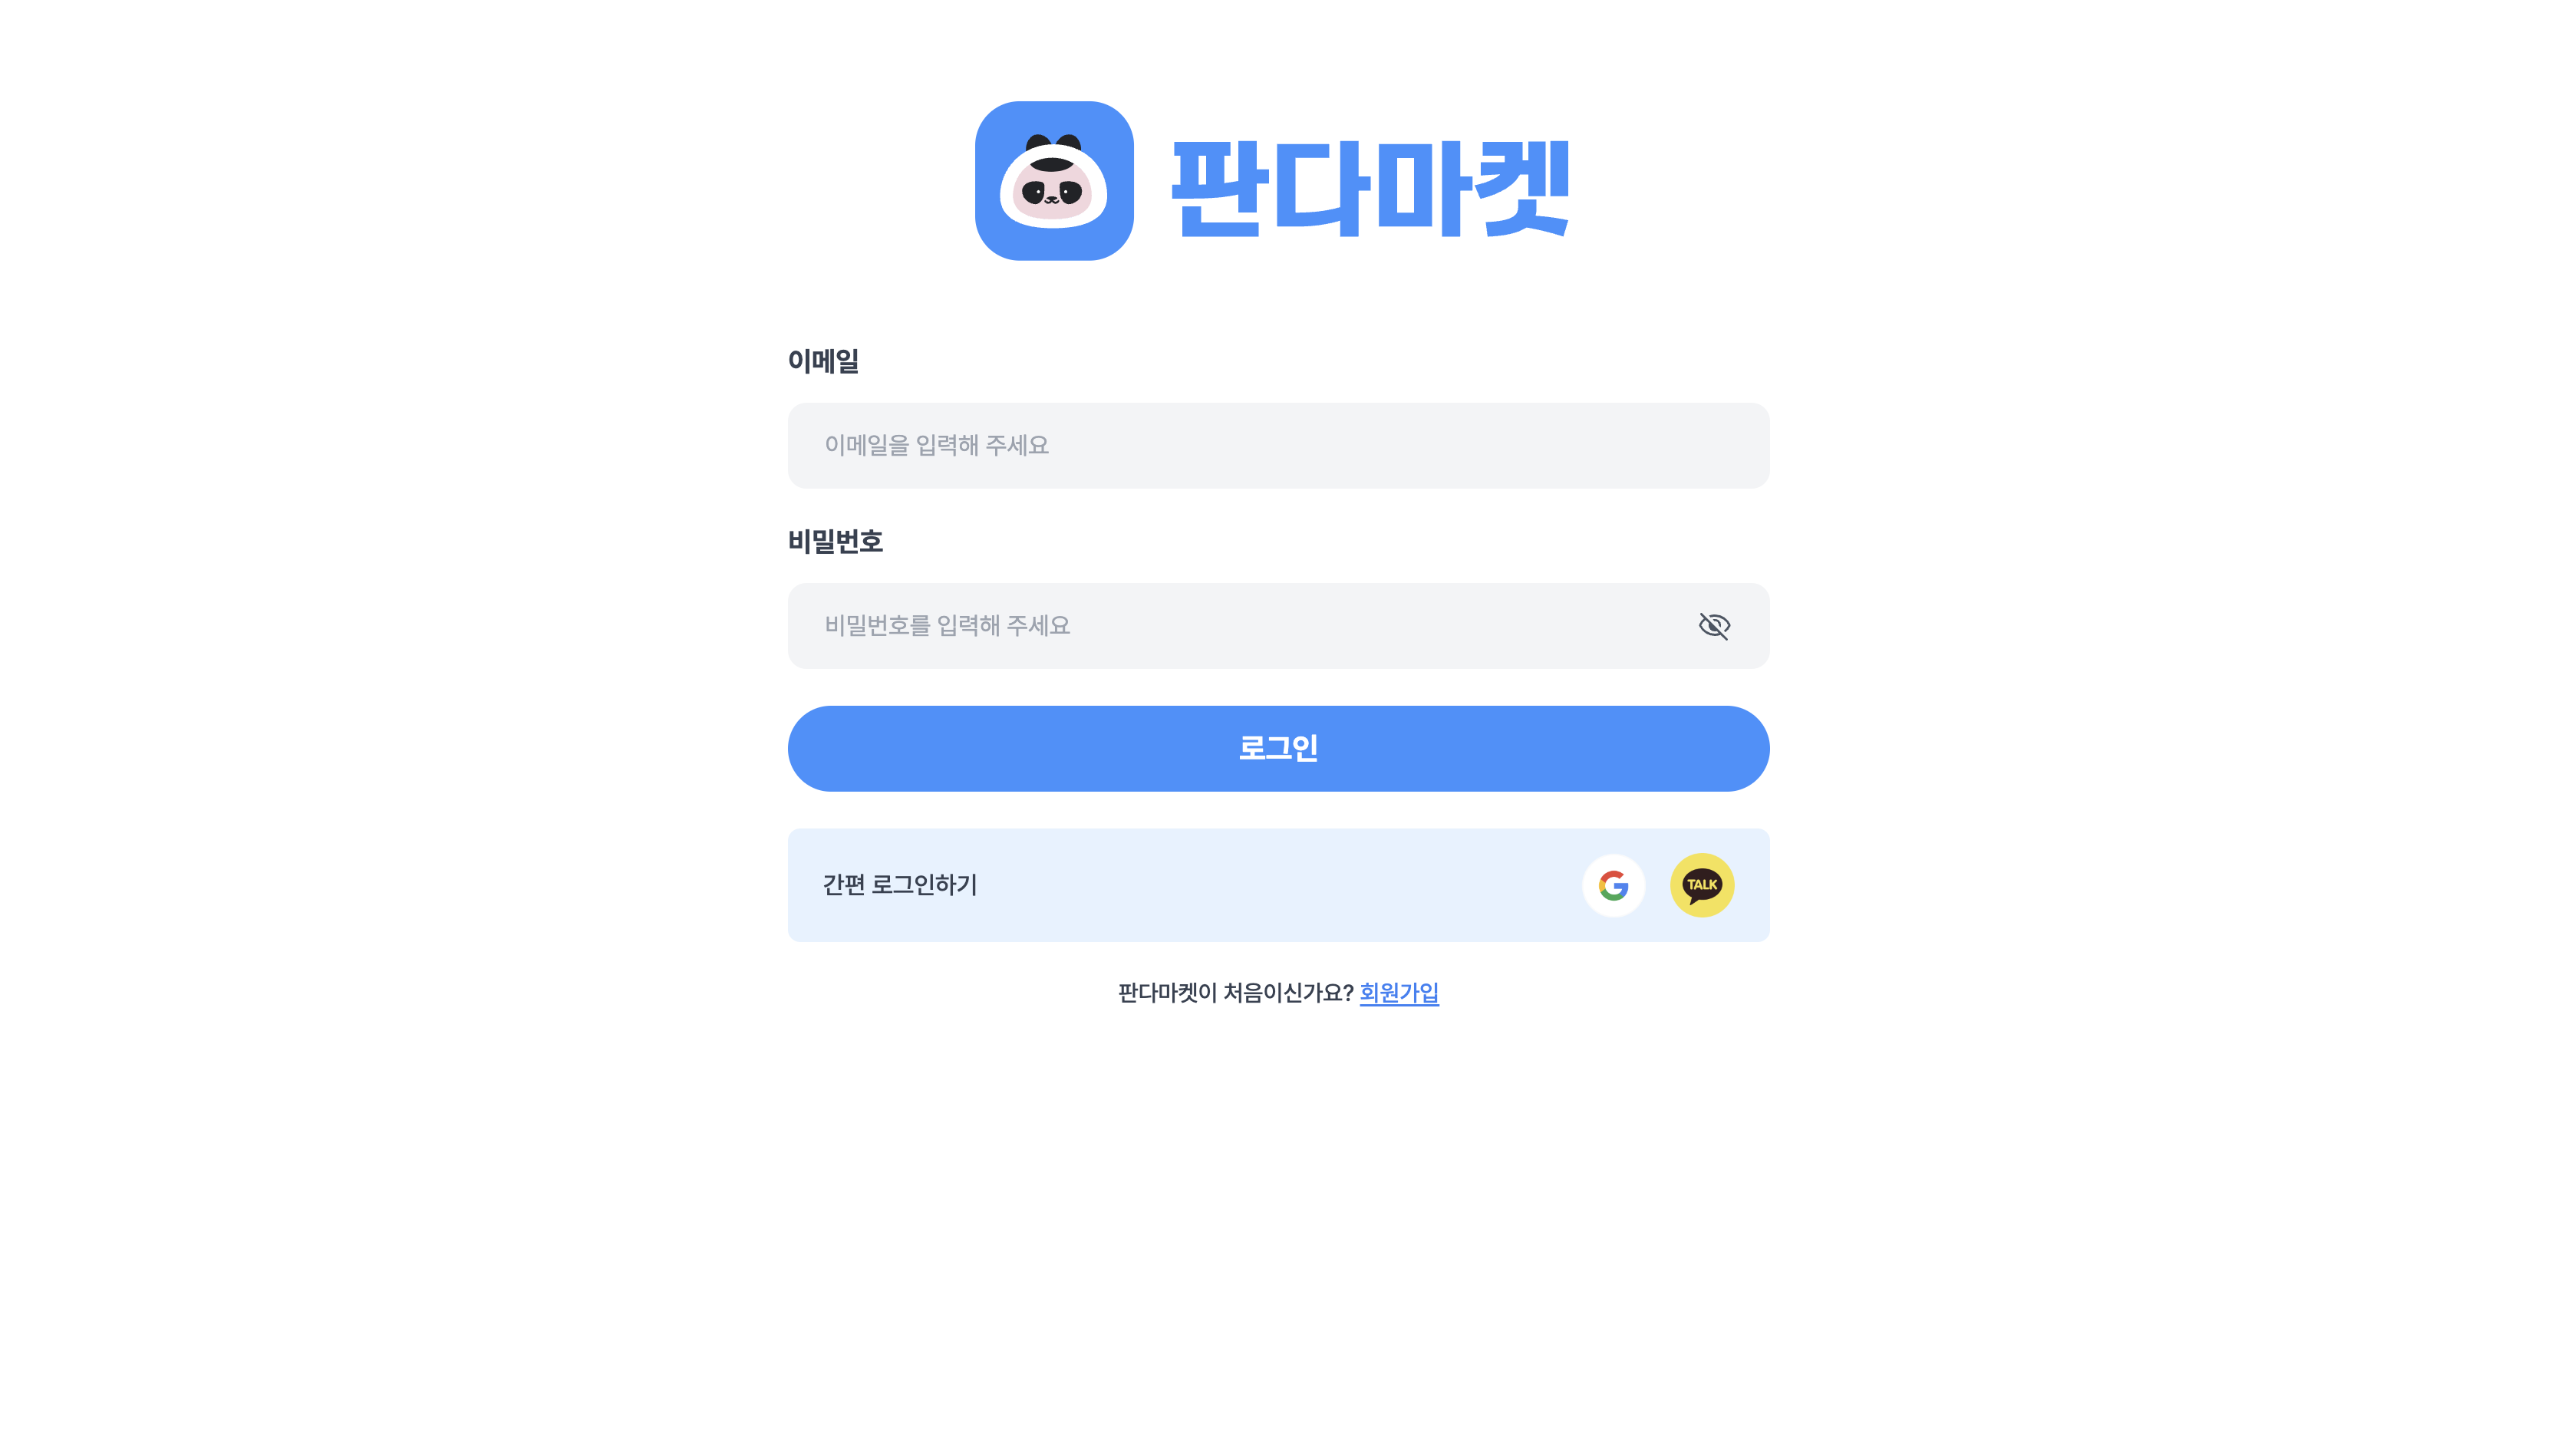 판다마켓
이메일
이메일을 입력해 주세요
비밀번호
비밀번호를 입력해 주세요
로그인
간편 로그인하기
G
TALK
판다마켓이 처음이신가요? 회원가입